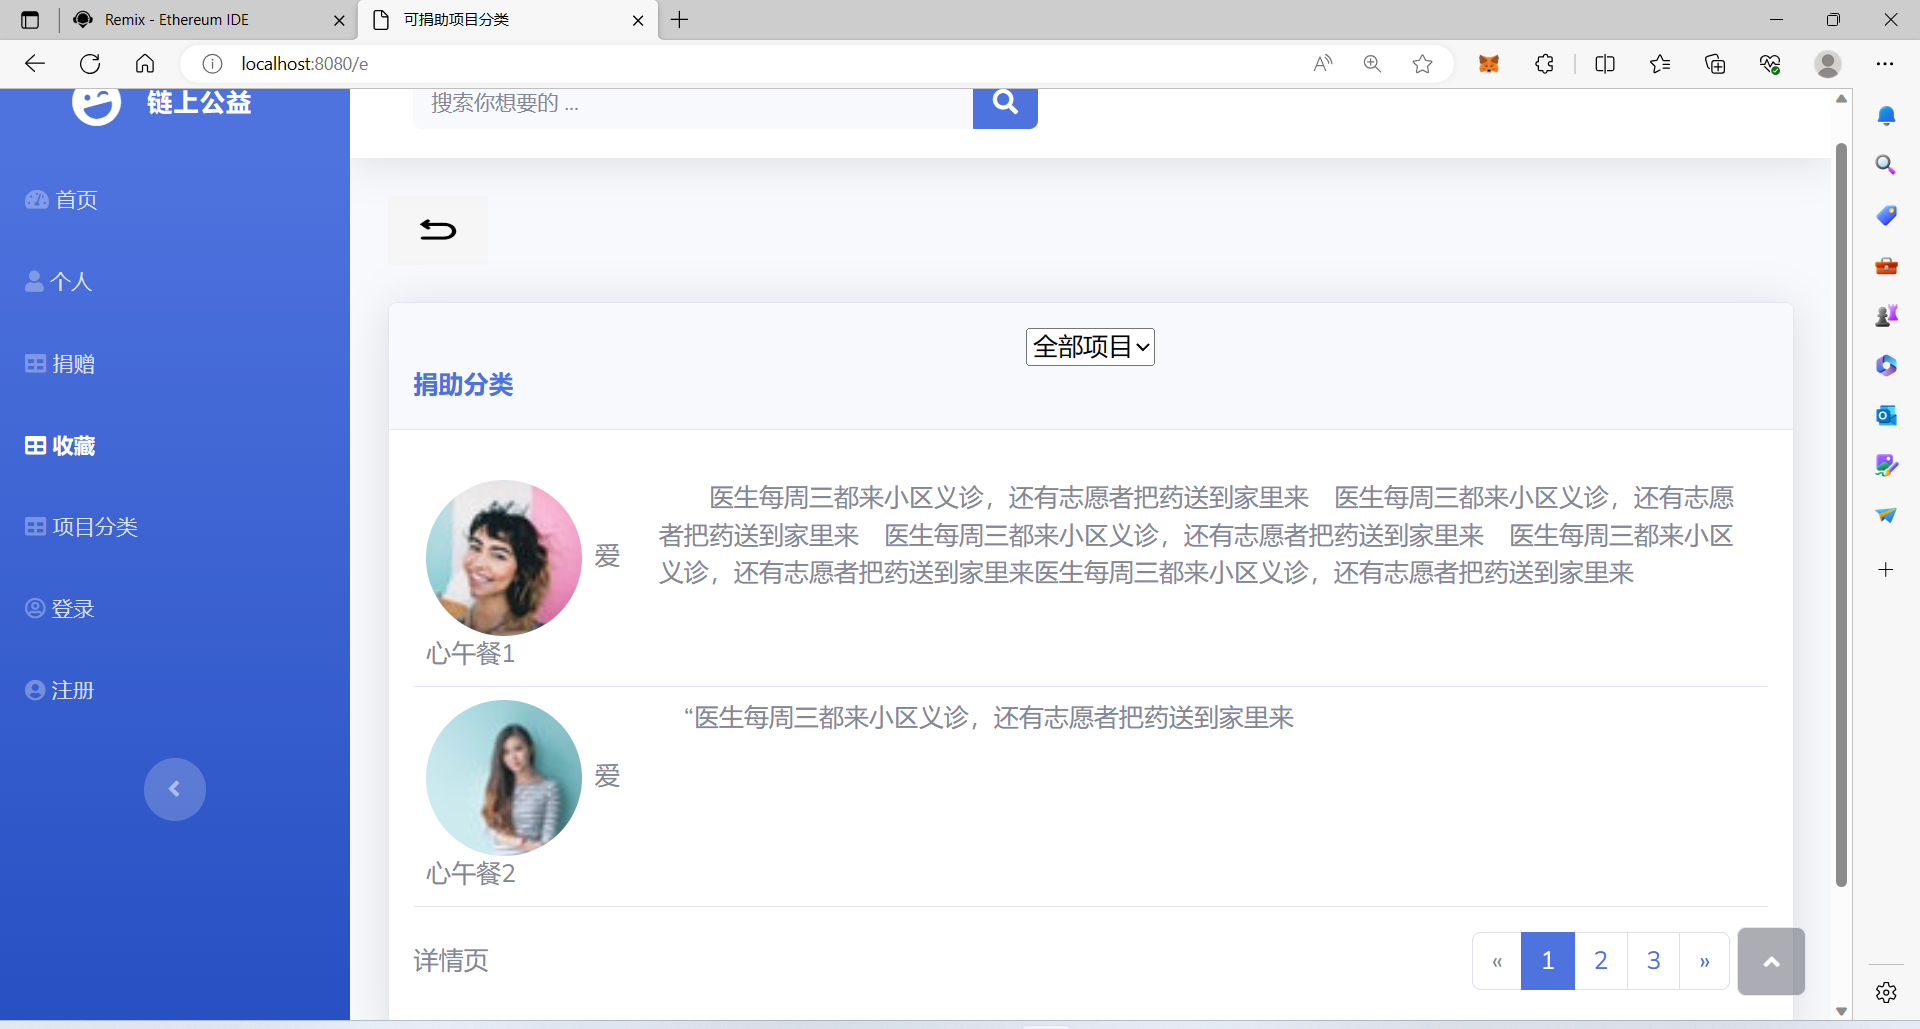 Remix - Ethereum IDE
可捐助项目分类
localhost:8080/e
链上公益
搜索你想要的 ...
首页
个人
捐赠
收藏
项目分类
登录
注册
全部项目
捐助分类
医生每周三都来小区义诊，还有志愿者把药送到家里来 医生每周三都来小区义诊，还有志愿
者把药送到家里来 医生每周三都来小区义诊，还有志愿者把药送到家里来 医生每周三都来小区
义诊，还有志愿者把药送到家里来医生每周三都来小区义诊，还有志愿者把药送到家里来
爱
心午餐1
“医生每周三都来小区义诊，还有志愿者把药送到家里来
爱
心午餐2
详情页
« 1 2 3 »